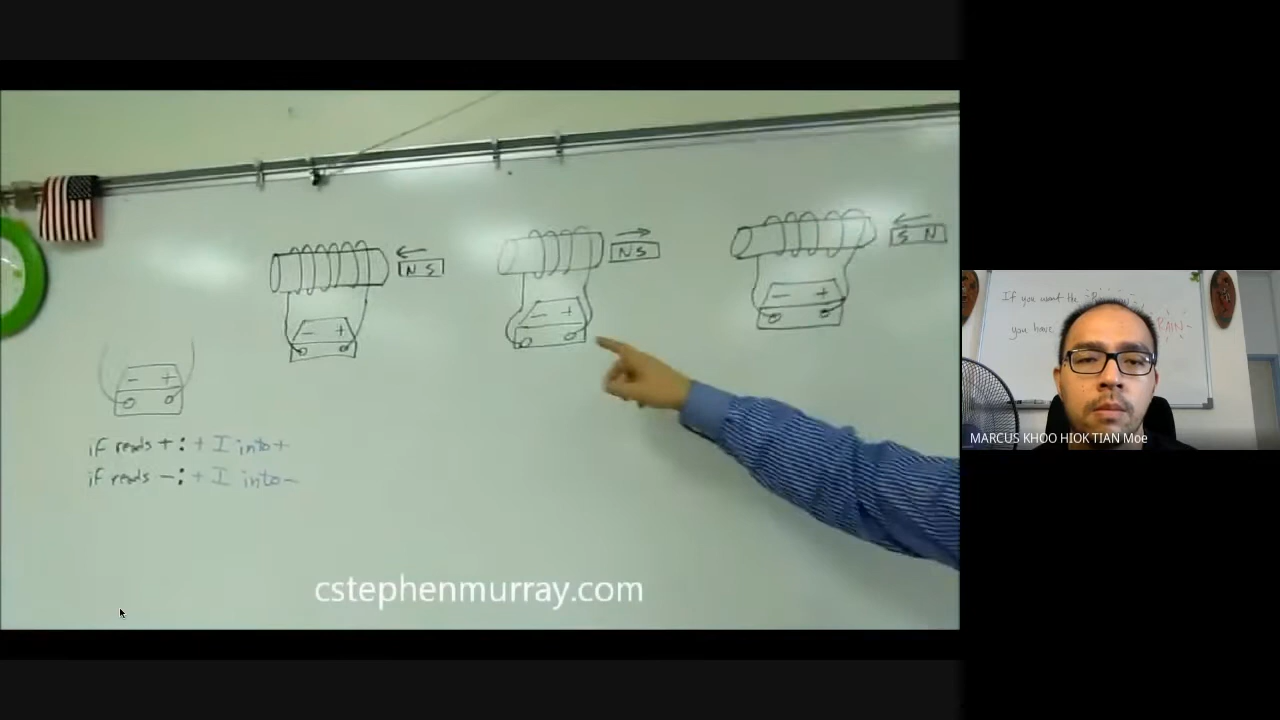 N S
N S
S N
- +
- +
- +
- +
if reads + : + I into +
if reads - : + I into -
cstephenmurray.com
If you want the
you have RAIN-
MARCUS KHOO HIOK TIAN Moe